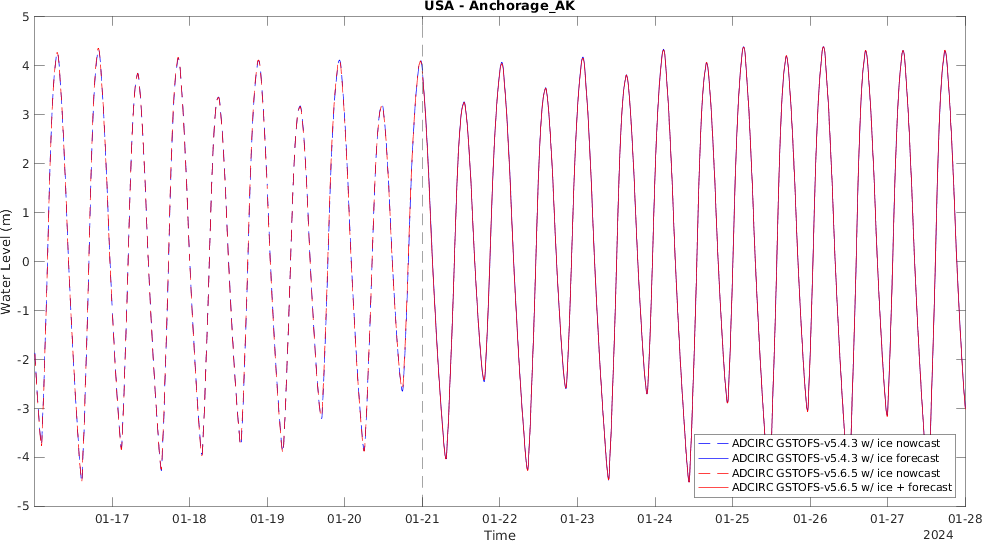 USA - Anchorage_AK
Water Level (m)
5
4
3
2
1
0
-1
-2
-3
-4
-5
ADCIRC GSTOFS-v5.4.3 w/ ice nowcast
ADCIRC GSTOFS-v5.4.3 w/ ice forecast
ADCIRC GSTOFS-v5.6.5 w/ ice nowcast
ADCIRC GSTOFS-v5.6.5 w/ ice + forecast
01-17 01-18 01-19 01-20 01-21 01-22 01-23 01-24 01-25 01-26 01-27 01-28
Time
2024